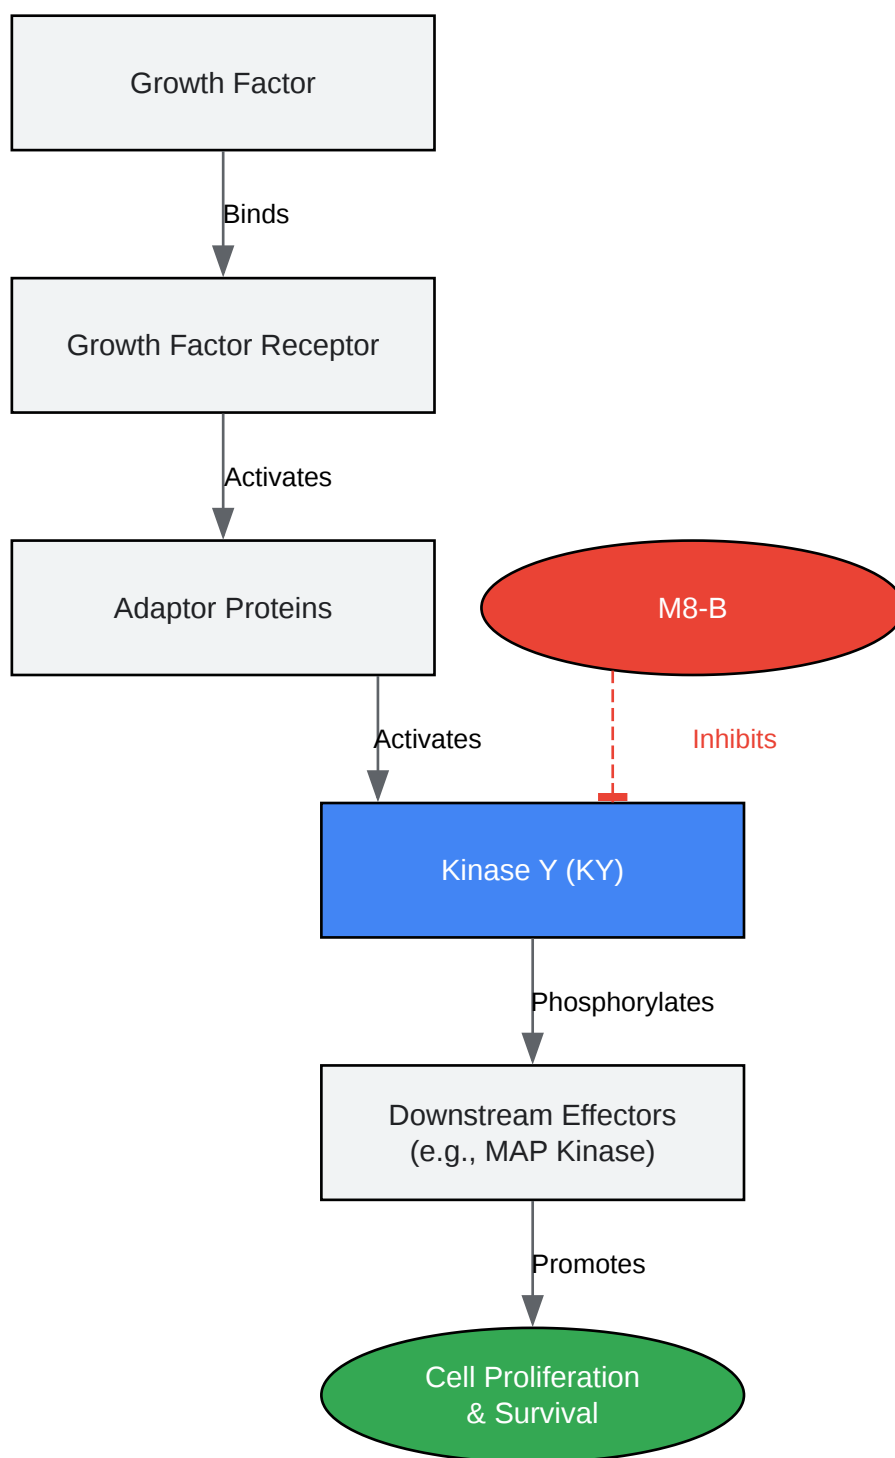 Growth Factor
Binds
Growth Factor Receptor
Activates
Adaptor Proteins
M8-B
Activates
Inhibits
Kinase Y (KY)
Phosphorylates
Downstream Effectors
(e.g., MAP Kinase)
Promotes
Cell Proliferation
& Survival